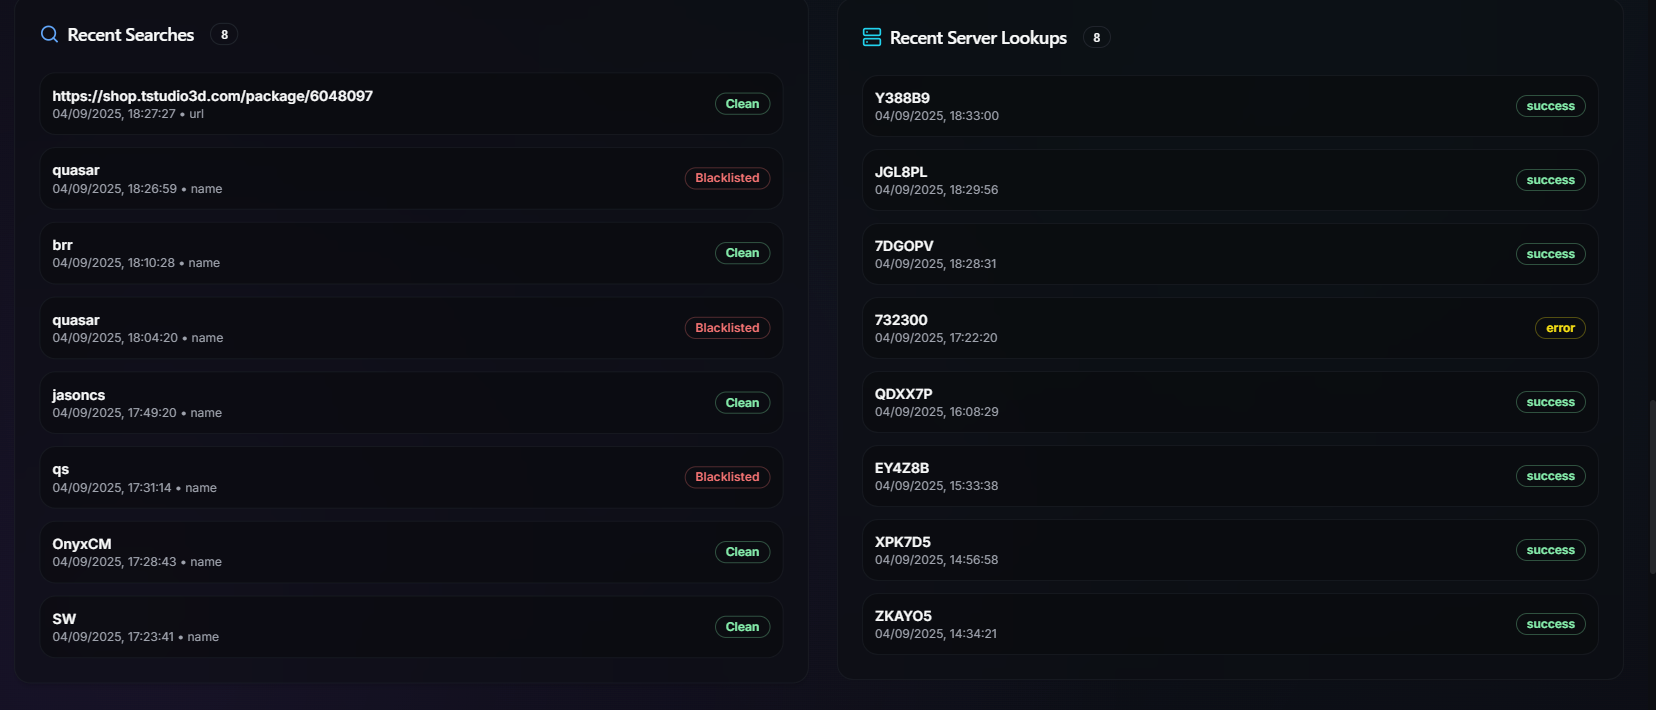 Recent Searches 8
https://shop.tstudio3d.com/package/6048097
04/09/2025, 18:27:27 • url
Clean
quasar
04/09/2025, 18:26:59 • name
Blacklisted
brr
04/09/2025, 18:10:28 • name
Clean
quasar
04/09/2025, 18:04:20 • name
Blacklisted
jasoncs
04/09/2025, 17:49:20 • name
Clean
qs
04/09/2025, 17:31:14 • name
Blacklisted
OnyxCM
04/09/2025, 17:28:43 • name
Clean
SW
04/09/2025, 17:23:41 • name
Clean
Recent Server Lookups 8
Y388B9
04/09/2025, 18:33:00
success
JGL8PL
04/09/2025, 18:29:56
success
7DGOPV
04/09/2025, 18:28:31
success
732300
04/09/2025, 17:22:20
error
QDXX7P
04/09/2025, 16:08:29
success
EY4Z8B
04/09/2025, 15:33:38
success
XPK7D5
04/09/2025, 14:56:58
success
ZKAYO5
04/09/2025, 14:34:21
success